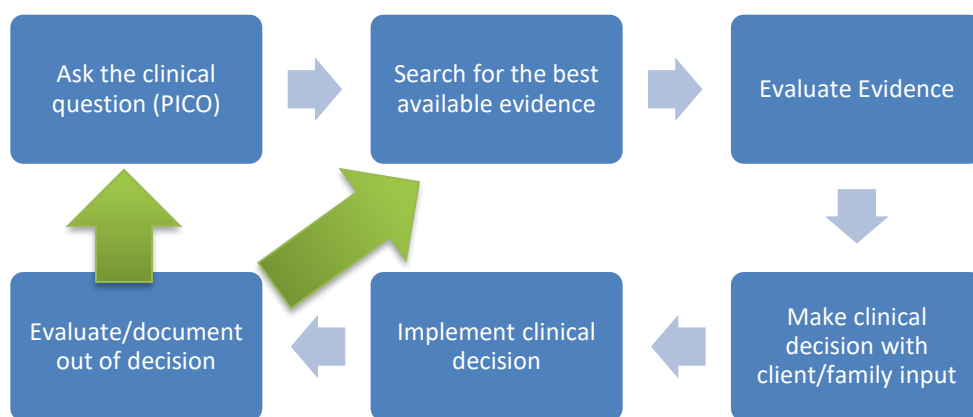 Ask the clinical
question (PICO)
Search for the best
available evidence
Evaluate Evidence
Make clinical
decision with
client/family input
Implement clinical
decision
Evaluate/document
out of decision